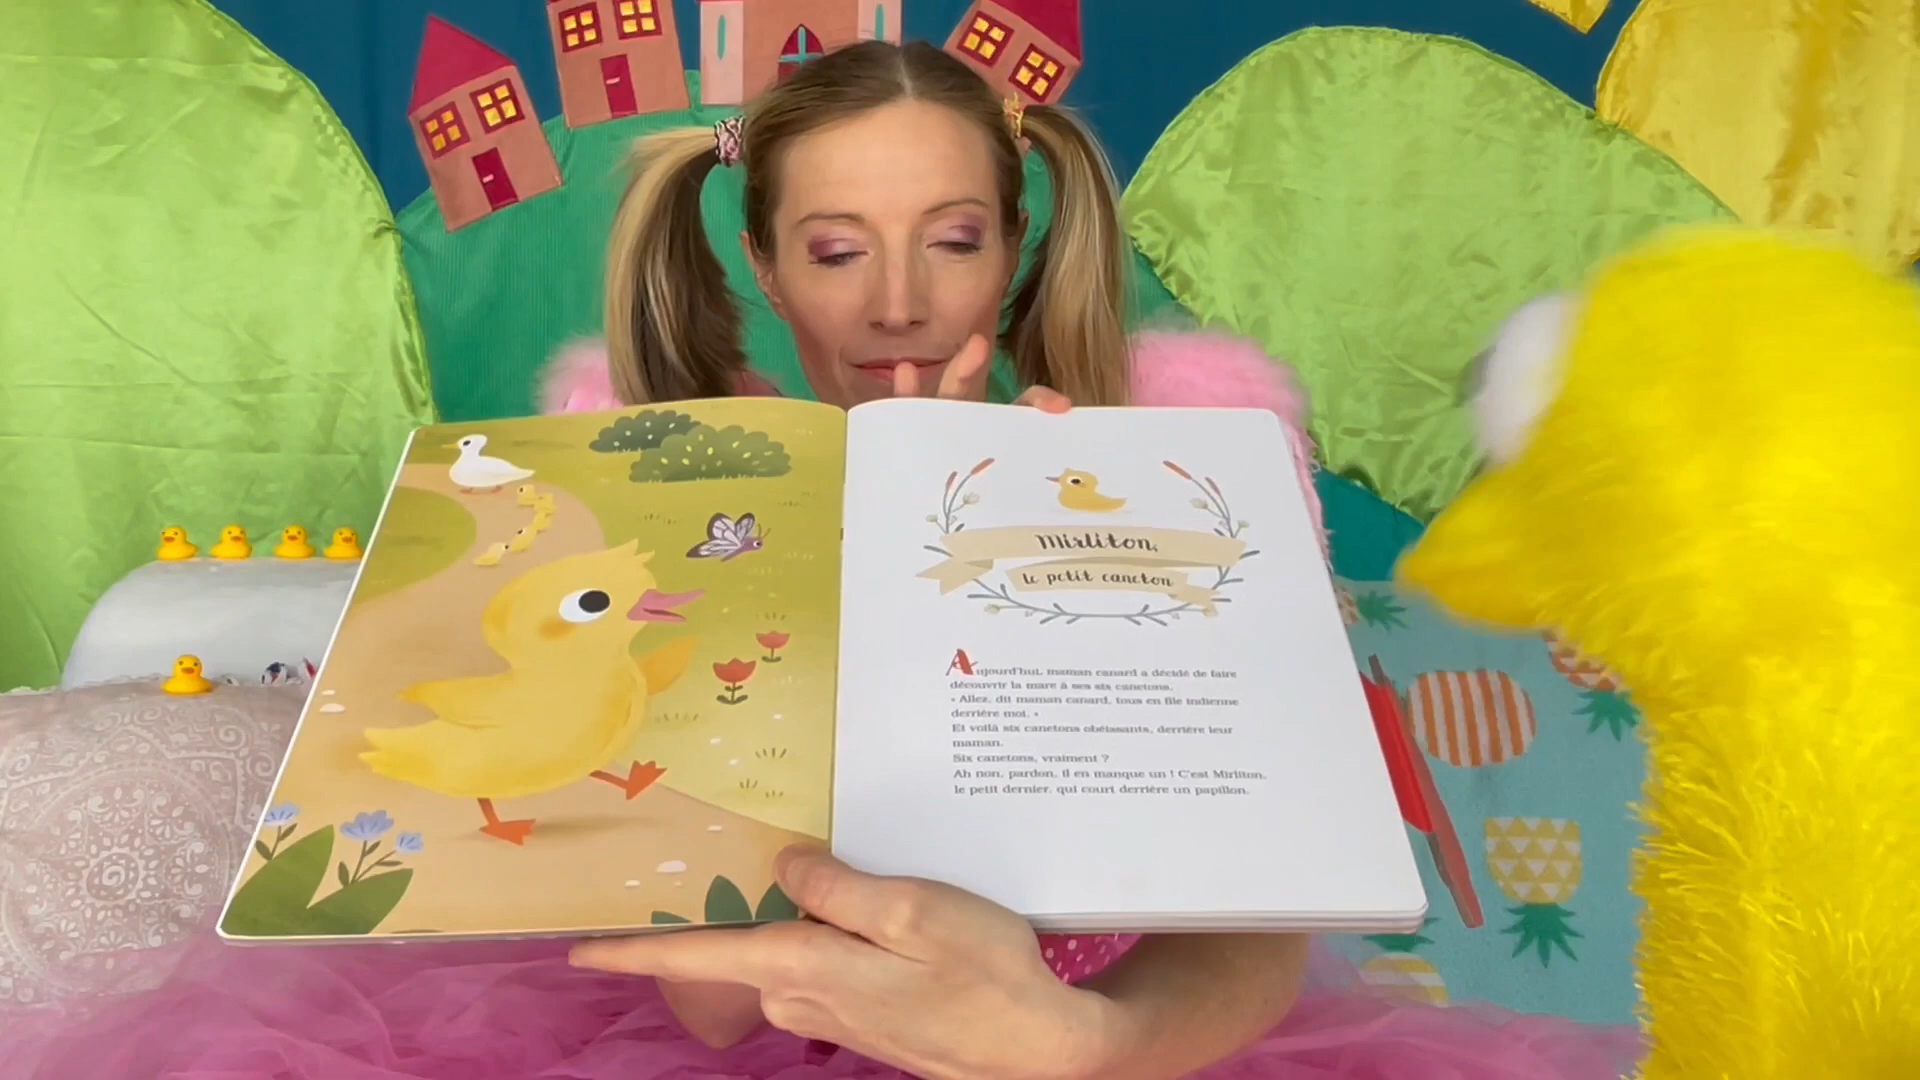 Mirliton,
le petit caneton
Aujourd'hui, maman canard a décidé de faire
découvrir la mare à ses six canetons.
« Allez, dit maman canard, tous en file indienne
derrière moi. »
Et voilà six canetons obéissants, derrière leur
maman.
Six canetons, vraiment ?
Ah non, pardon, il en manque un ! C'est Mirliton,
le petit dernier, qui court derrière un papillon.